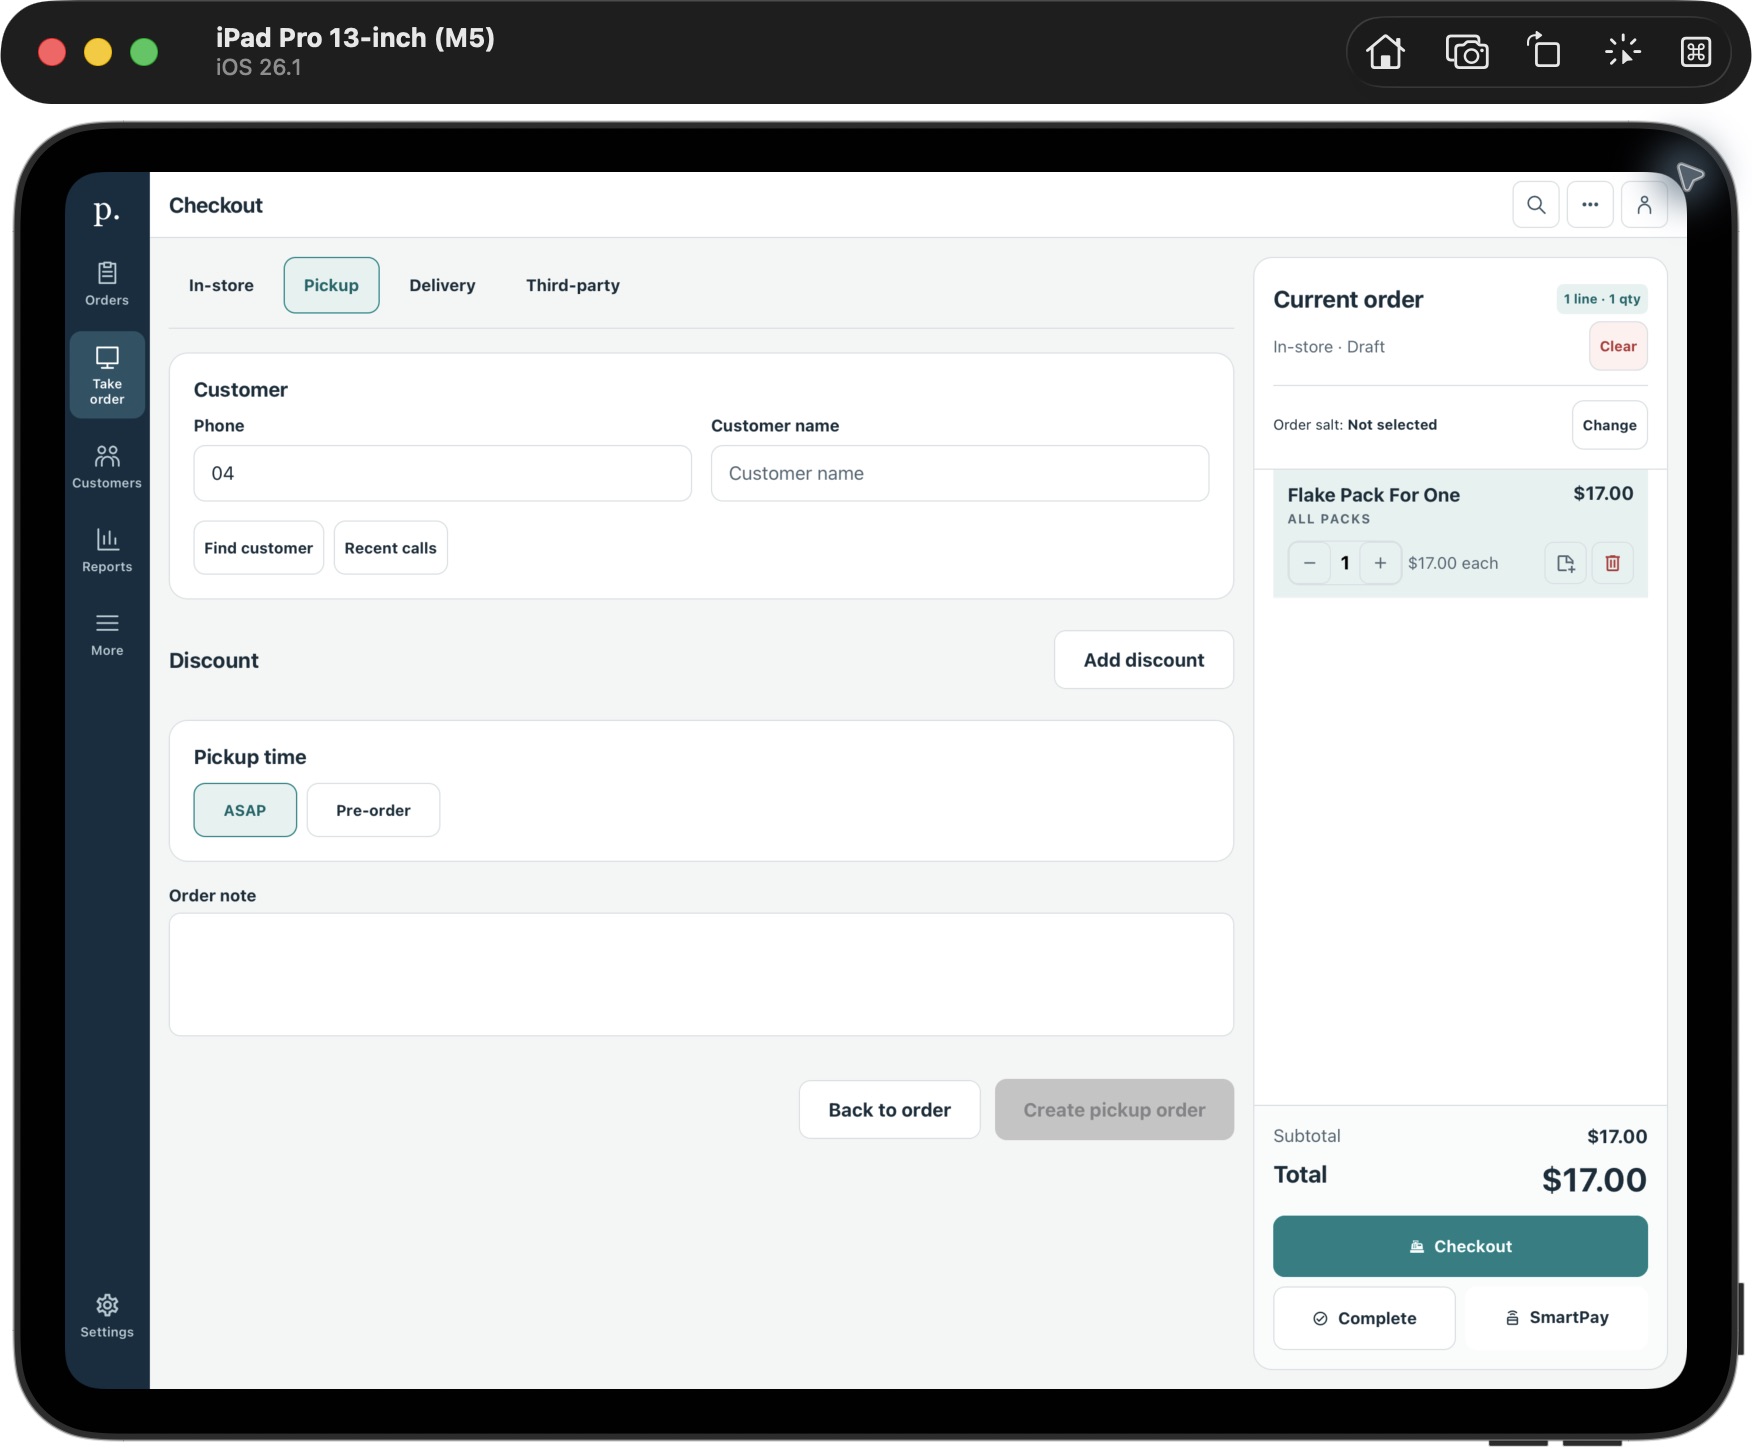 iPad Pro 13-inch (M5)
iOS 26.1
p.
Orders
Take
order
Customers
Reports
More
Settings
Checkout
In-store
Pickup
Delivery
Third-party
Customer
Phone
Customer name
04
Customer name
Find customer
Recent calls
Discount
Add discount
Pickup time
ASAP
Pre-order
Order note
Back to order
Create pickup order
Current order
1 line · 1 qty
In-store · Draft
Clear
Order salt: Not selected
Change
Flake Pack For One
$17.00
ALL PACKS
− 1 + $17.00 each
Subtotal
$17.00
Total
$17.00
Checkout
Complete
SmartPay